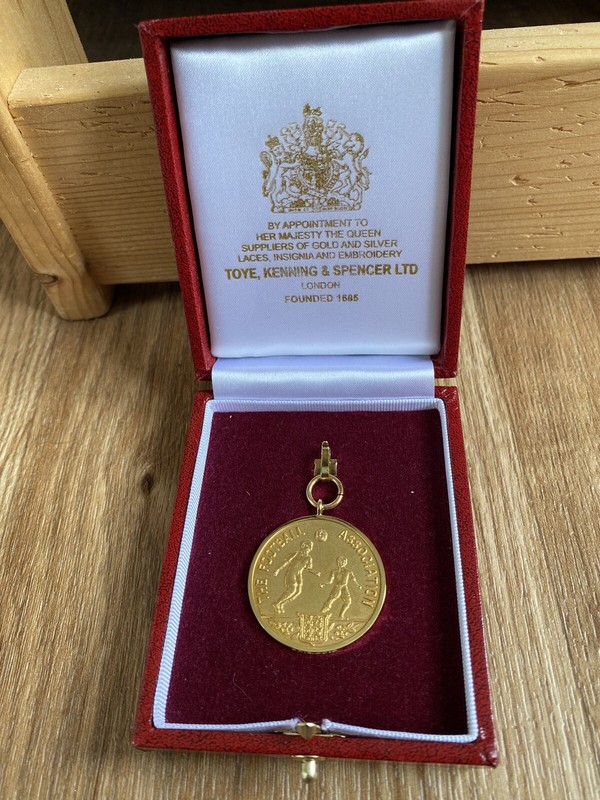 BY APPOINTMENT TO
HER MAJESTY THE QUEEN
SUPPLIERS OF GOLD AND SILVER
LACES, INSIGNIA AND EMBROIDERY
TOYE, KENNING & SPENCER LTD
LONDON
FOUNDED 1685
THE FOOTBALL ASSOCIATION